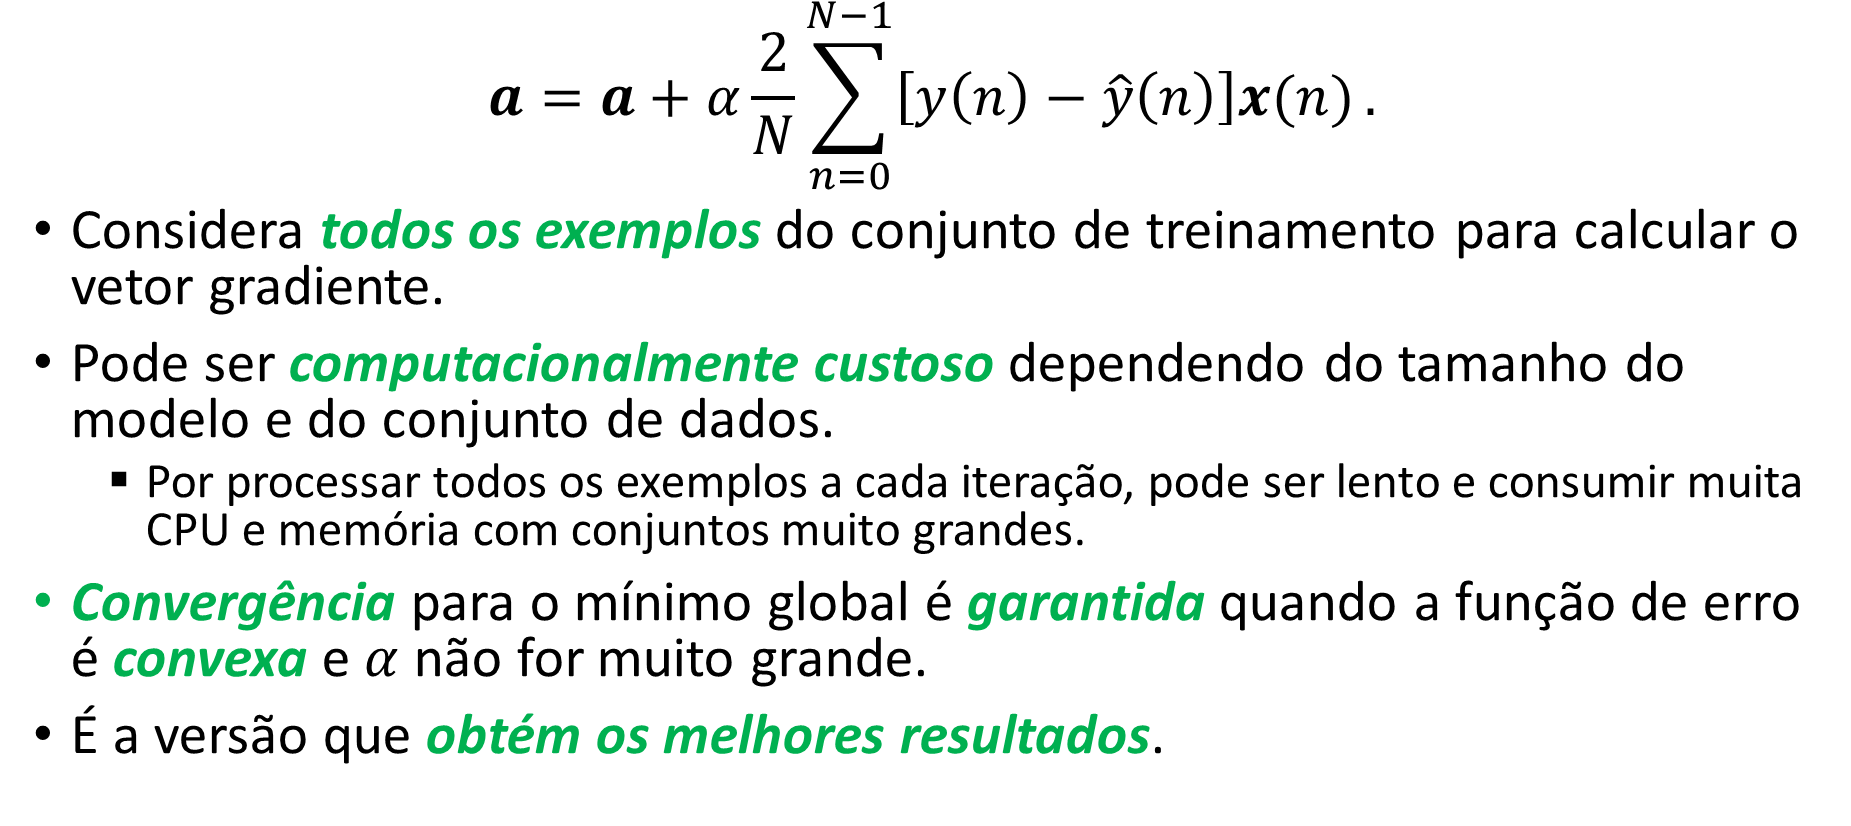 𝒂 = 𝒂 + 𝛼 2/N ∑_{n=0}^{N−1} [y(n) − ŷ(n)]𝒙(n) .
• Considera todos os exemplos do conjunto de treinamento para calcular o
vetor gradiente.
• Pode ser computacionalmente custoso dependendo do tamanho do
modelo e do conjunto de dados.
▪ Por processar todos os exemplos a cada iteração, pode ser lento e consumir muita
CPU e memória com conjuntos muito grandes.
• Convergência para o mínimo global é garantida quando a função de erro
é convexa e 𝛼 não for muito grande.
• É a versão que obtém os melhores resultados.